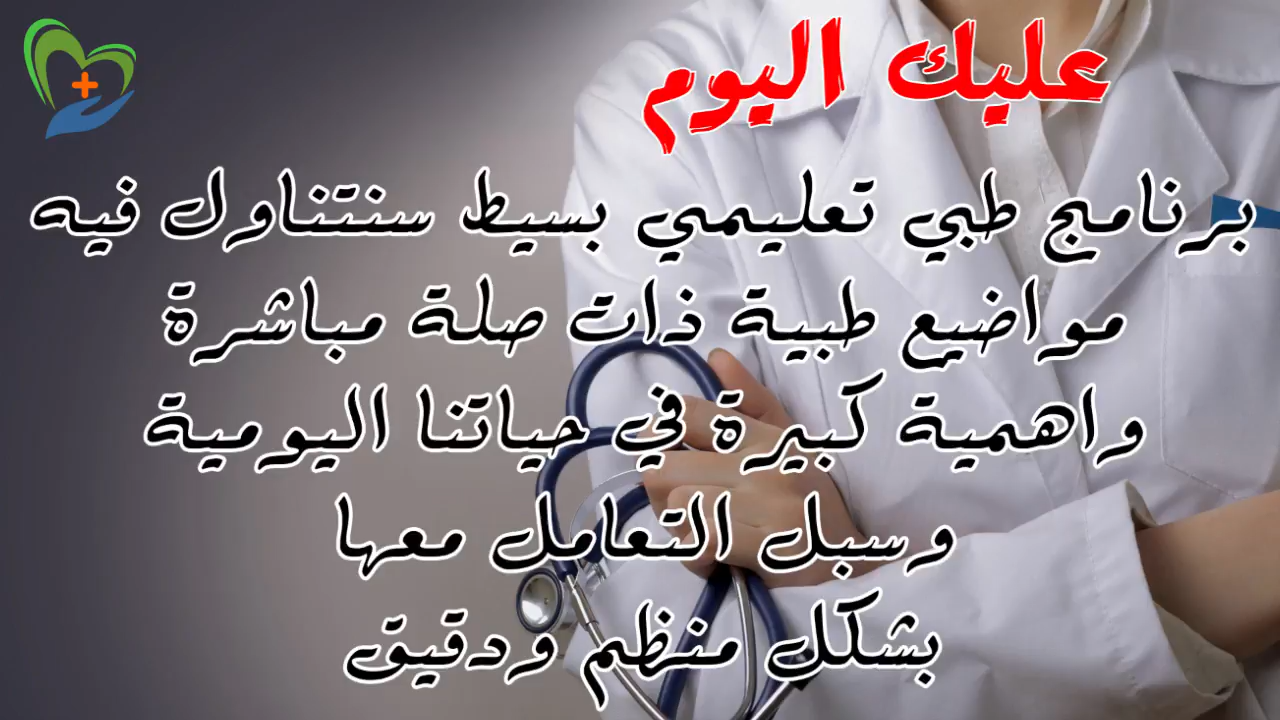 عليك اليوم
برنامج طبي تعليمي بسيط سنتناول فيه
مواضيع طبية ذات صلة مباشرة
واهمية كبيرة في حياتنا اليومية
وسبل التعامل معها
بشكل منظم ودقيق